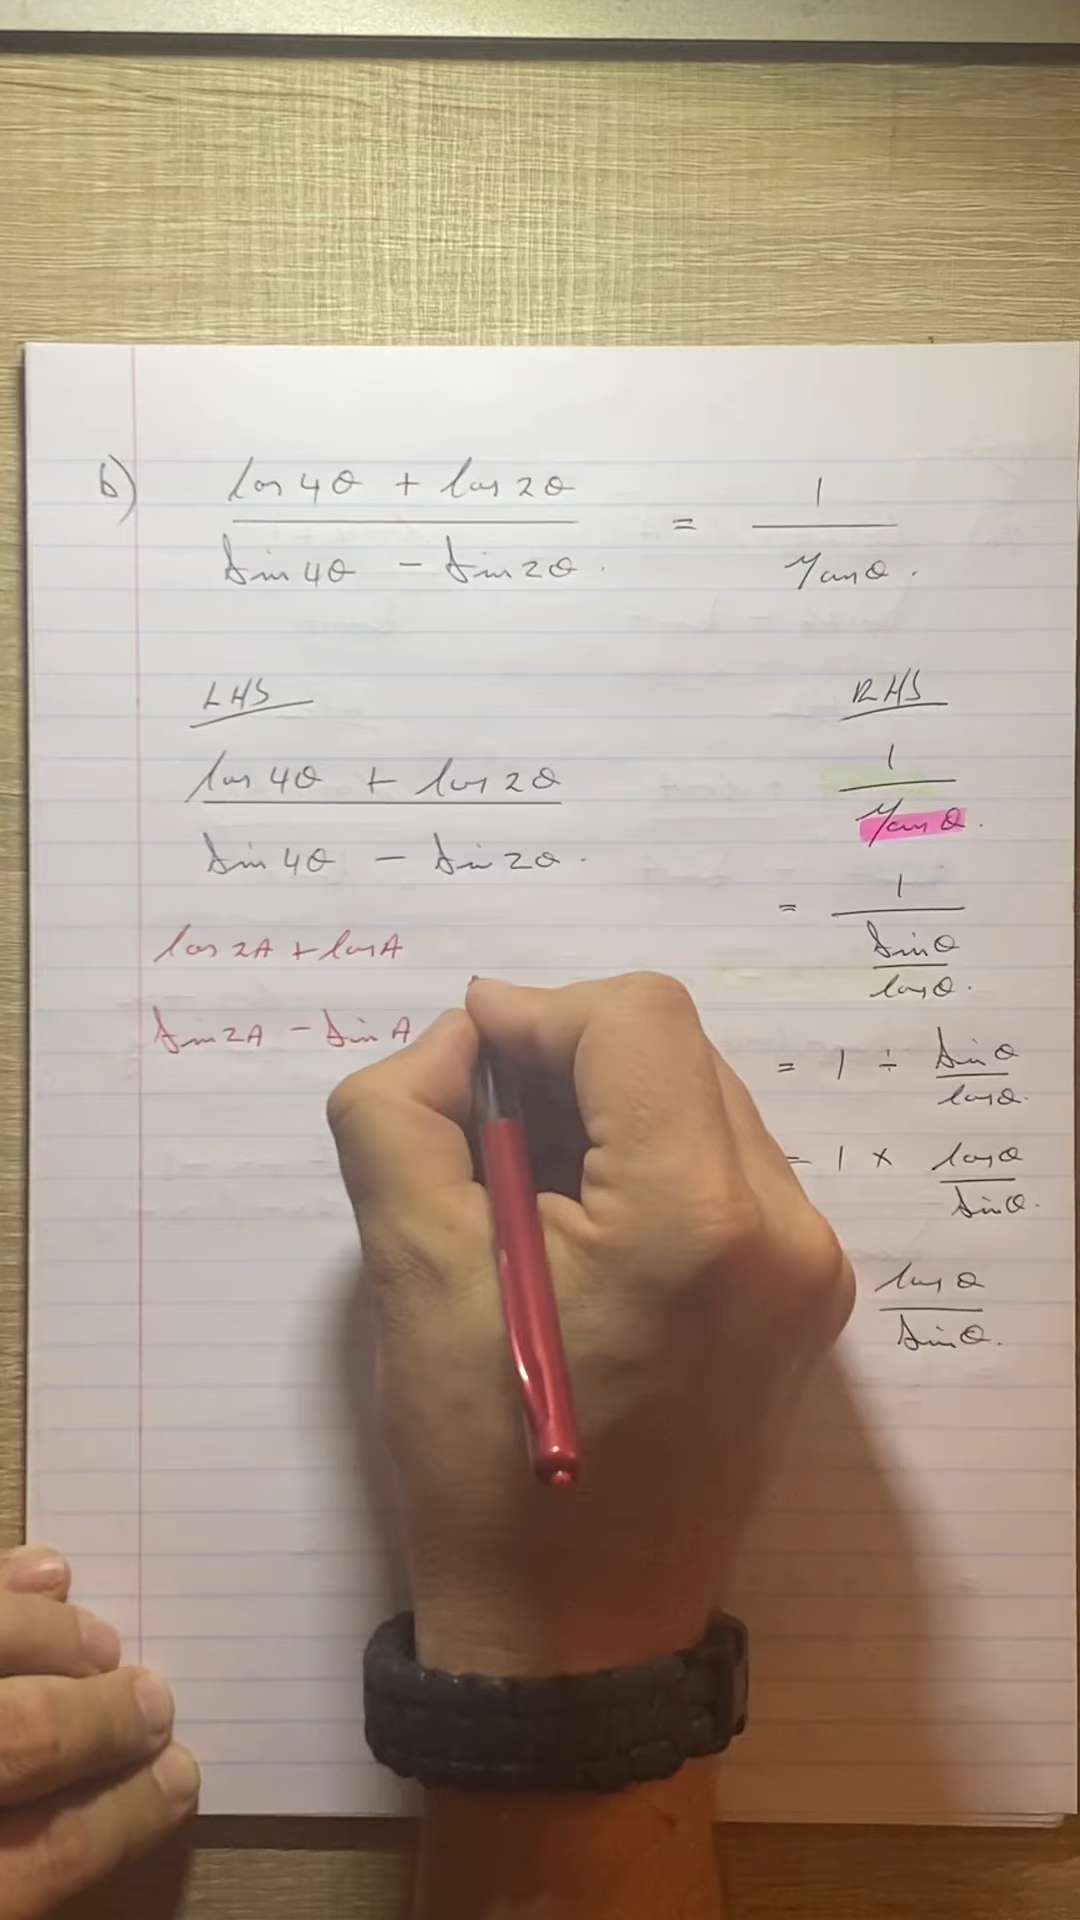 b) cos 4θ + cos 2θ / sin 4θ - sin 2θ . = 1 / Tan θ .
LHS
cos 4θ + cos 2θ
sin 4θ - sin 2θ .
cos 2A + cos A
sin 2A - sin A
RHS
1
Tan θ .
= 1
sin θ
cos θ .
= 1 ÷ sin θ
cos θ .
= 1 × cos θ
sin θ .
cos θ
sin θ .